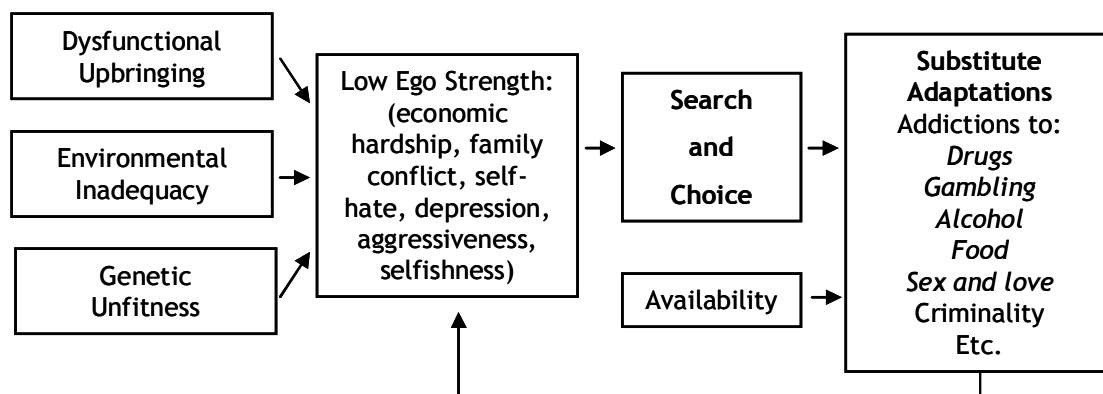 Dysfunctional
Upbringing
Environmental
Inadequacy
Genetic
Unfitness
Low Ego Strength:
(economic
hardship, family
conflict, self-
hate, depression,
aggressiveness,
selfishness)
Search
and
Choice
Availability
Substitute
Adaptations
Addictions to:
Drugs
Gambling
Alcohol
Food
Sex and love
Criminality
Etc.